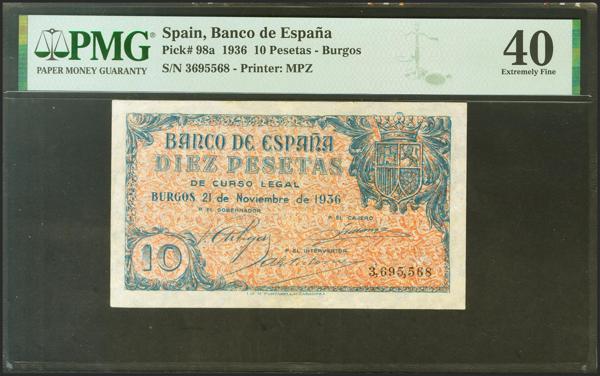 PMG
PAPER MONEY GUARANTY
Spain, Banco de España
Pick# 98a 1936 10 Pesetas - Burgos
S/N 3695568 - Printer: MPZ
40
Extremely Fine
BANCO DE ESPAÑA
DIEZ PESETAS
DE CURSO LEGAL
BURGOS 21 de Noviembre de 1936
P. EL GOBERNADOR
P. EL CAJERO
P. EL INTERVENTOR
10
3,695,568